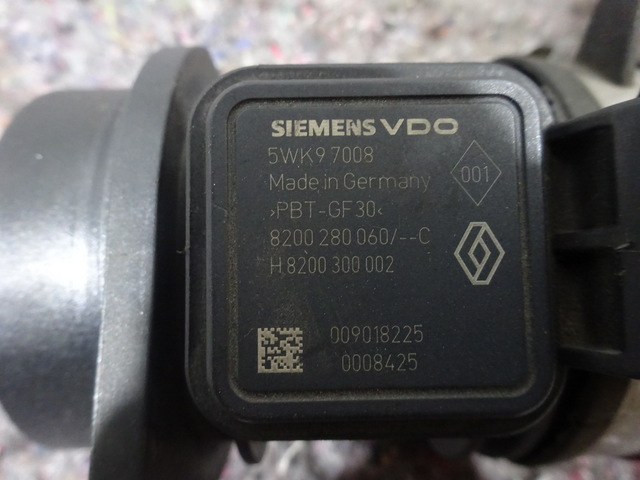 SIEMENS VDO
5WK9 7008
Made in Germany
001
>PBT-GF30<
8200 280 060/--C
H 8200 300 002
009018225
0008425